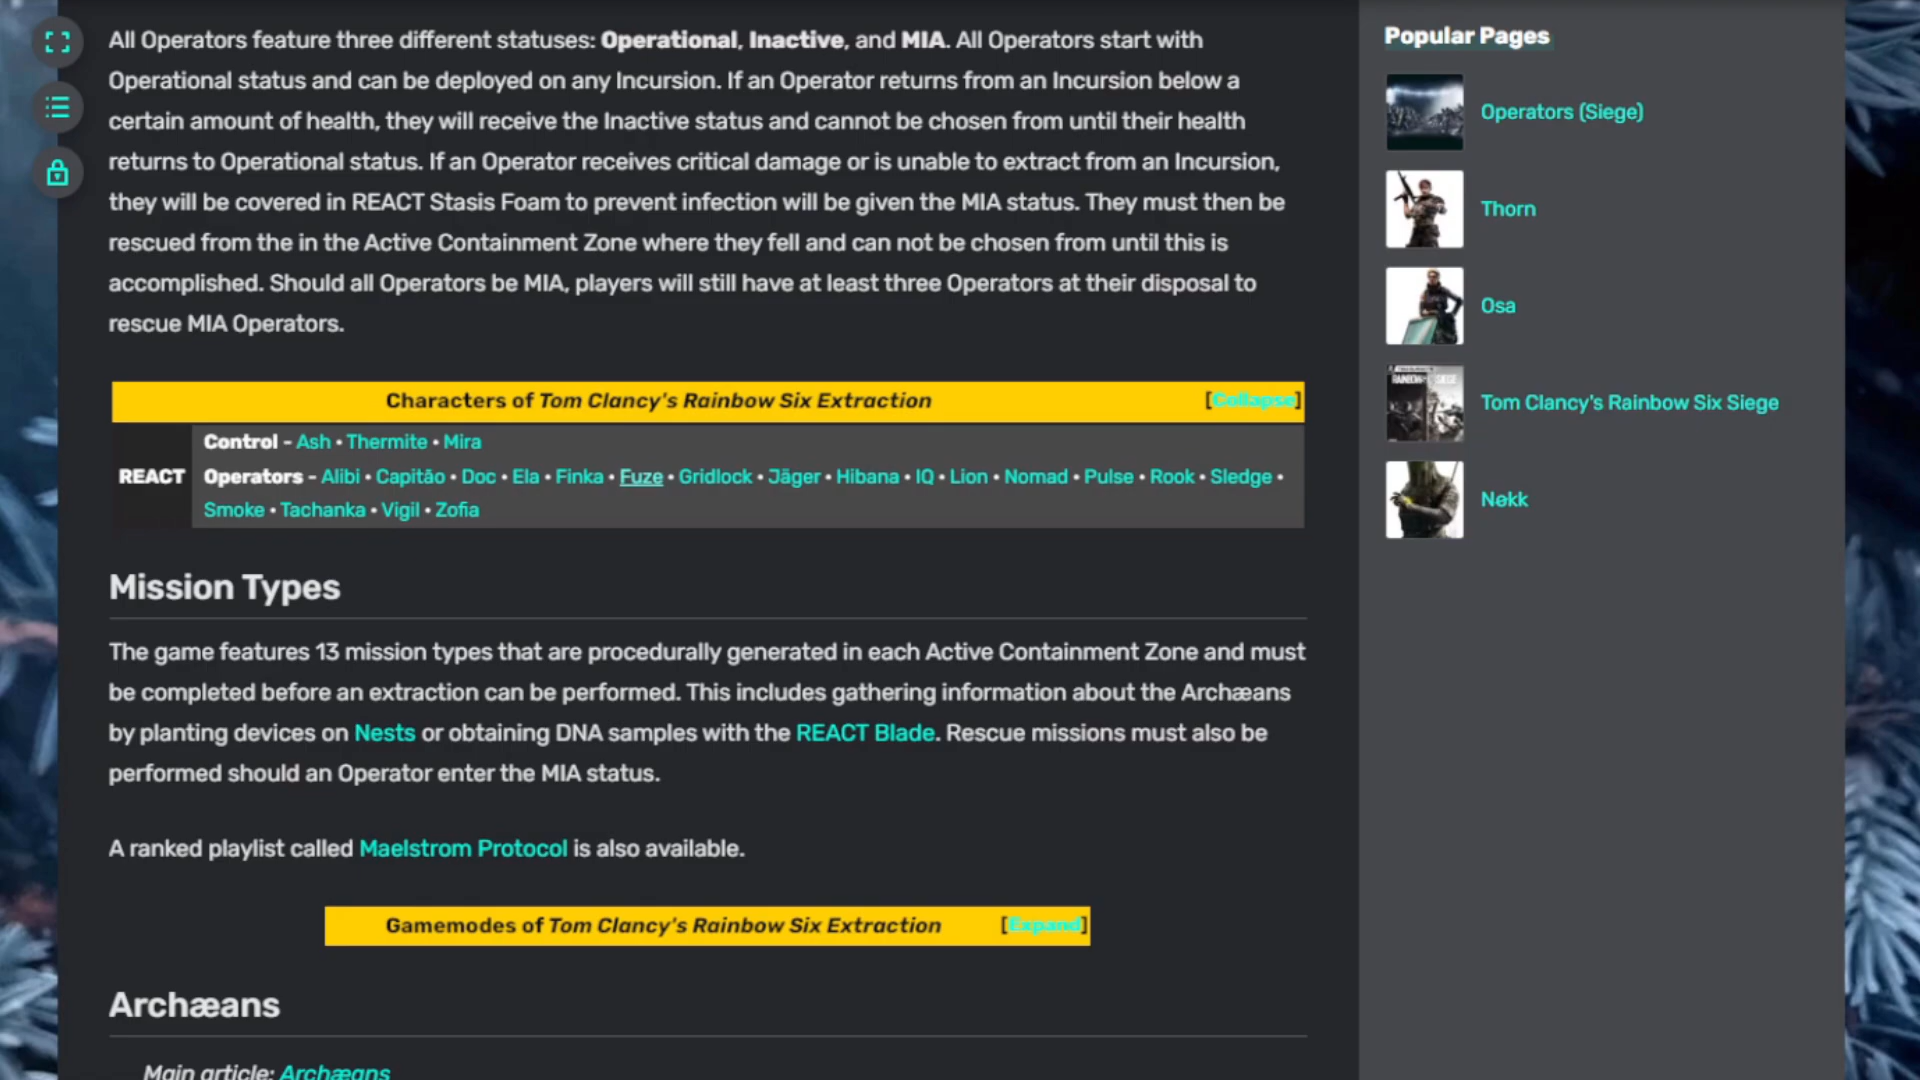 All Operators feature three different statuses: Operational, Inactive, and MIA. All Operators start with
Operational status and can be deployed on any Incursion. If an Operator returns from an Incursion below a
certain amount of health, they will receive the Inactive status and cannot be chosen from until their health
returns to Operational status. If an Operator receives critical damage or is unable to extract from an Incursion,
they will be covered in REACT Stasis Foam to prevent infection will be given the MIA status. They must then be
rescued from the in the Active Containment Zone where they fell and can not be chosen from until this is
accomplished. Should all Operators be MIA, players will still have at least three Operators at their disposal to
rescue MIA Operators.
Characters of Tom Clancy's Rainbow Six Extraction [Collapse]
Control - Ash • Thermite • Mira
REACT
Operators - Alibi • Capitão • Doc • Ela • Finka • Fuze • Gridlock • Jäger • Hibana • IQ • Lion • Nomad • Pulse • Rook • Sledge •
Smoke • Tachanka • Vigil • Zofia
Mission Types
The game features 13 mission types that are procedurally generated in each Active Containment Zone and must
be completed before an extraction can be performed. This includes gathering information about the Archæans
by planting devices on Nests or obtaining DNA samples with the REACT Blade. Rescue missions must also be
performed should an Operator enter the MIA status.
A ranked playlist called Maelstrom Protocol is also available.
Gamemodes of Tom Clancy's Rainbow Six Extraction [Expand]
Archæans
Main article: Archæans
Popular Pages
Operators (Siege)
Thorn
Osa
RAINBOW SIEGE
Tom Clancy's Rainbow Six Siege
Nøkk